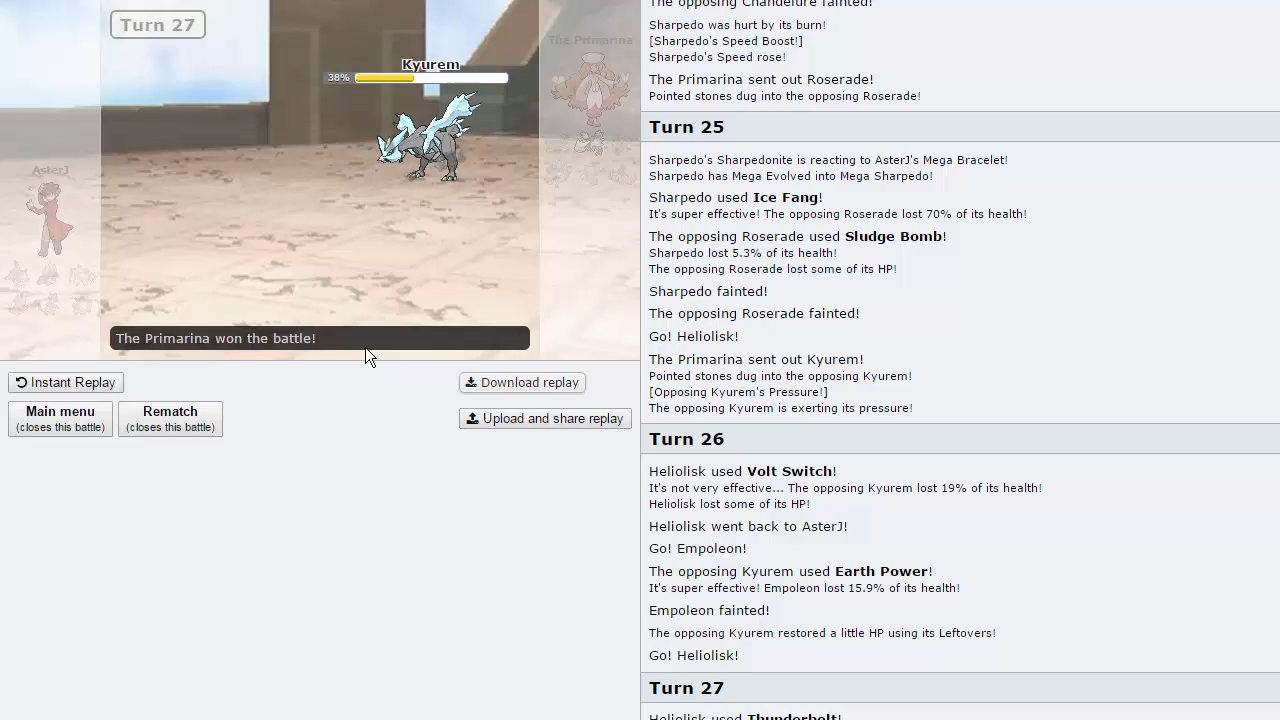 Turn 27
Kyurem
38%
The Primarina
AsterJ
The Primarina won the battle!
Instant Replay
Download replay
Main menu
(closes this battle)
Rematch
(closes this battle)
Upload and share replay
The opposing Chandelure fainted!
Sharpedo was hurt by its burn!
[Sharpedo's Speed Boost!]
Sharpedo's Speed rose!
The Primarina sent out Roserade!
Pointed stones dug into the opposing Roserade!
Turn 25
Sharpedo's Sharpedonite is reacting to AsterJ's Mega Bracelet!
Sharpedo has Mega Evolved into Mega Sharpedo!
Sharpedo used Ice Fang!
It's super effective! The opposing Roserade lost 70% of its health!
The opposing Roserade used Sludge Bomb!
Sharpedo lost 5.3% of its health!
The opposing Roserade lost some of its HP!
Sharpedo fainted!
The opposing Roserade fainted!
Go! Heliolisk!
The Primarina sent out Kyurem!
Pointed stones dug into the opposing Kyurem!
[Opposing Kyurem's Pressure!]
The opposing Kyurem is exerting its pressure!
Turn 26
Heliolisk used Volt Switch!
It's not very effective... The opposing Kyurem lost 19% of its health!
Heliolisk lost some of its HP!
Heliolisk went back to AsterJ!
Go! Empoleon!
The opposing Kyurem used Earth Power!
It's super effective! Empoleon lost 15.9% of its health!
Empoleon fainted!
The opposing Kyurem restored a little HP using its Leftovers!
Go! Heliolisk!
Turn 27
Heliolisk used Thunderbolt!